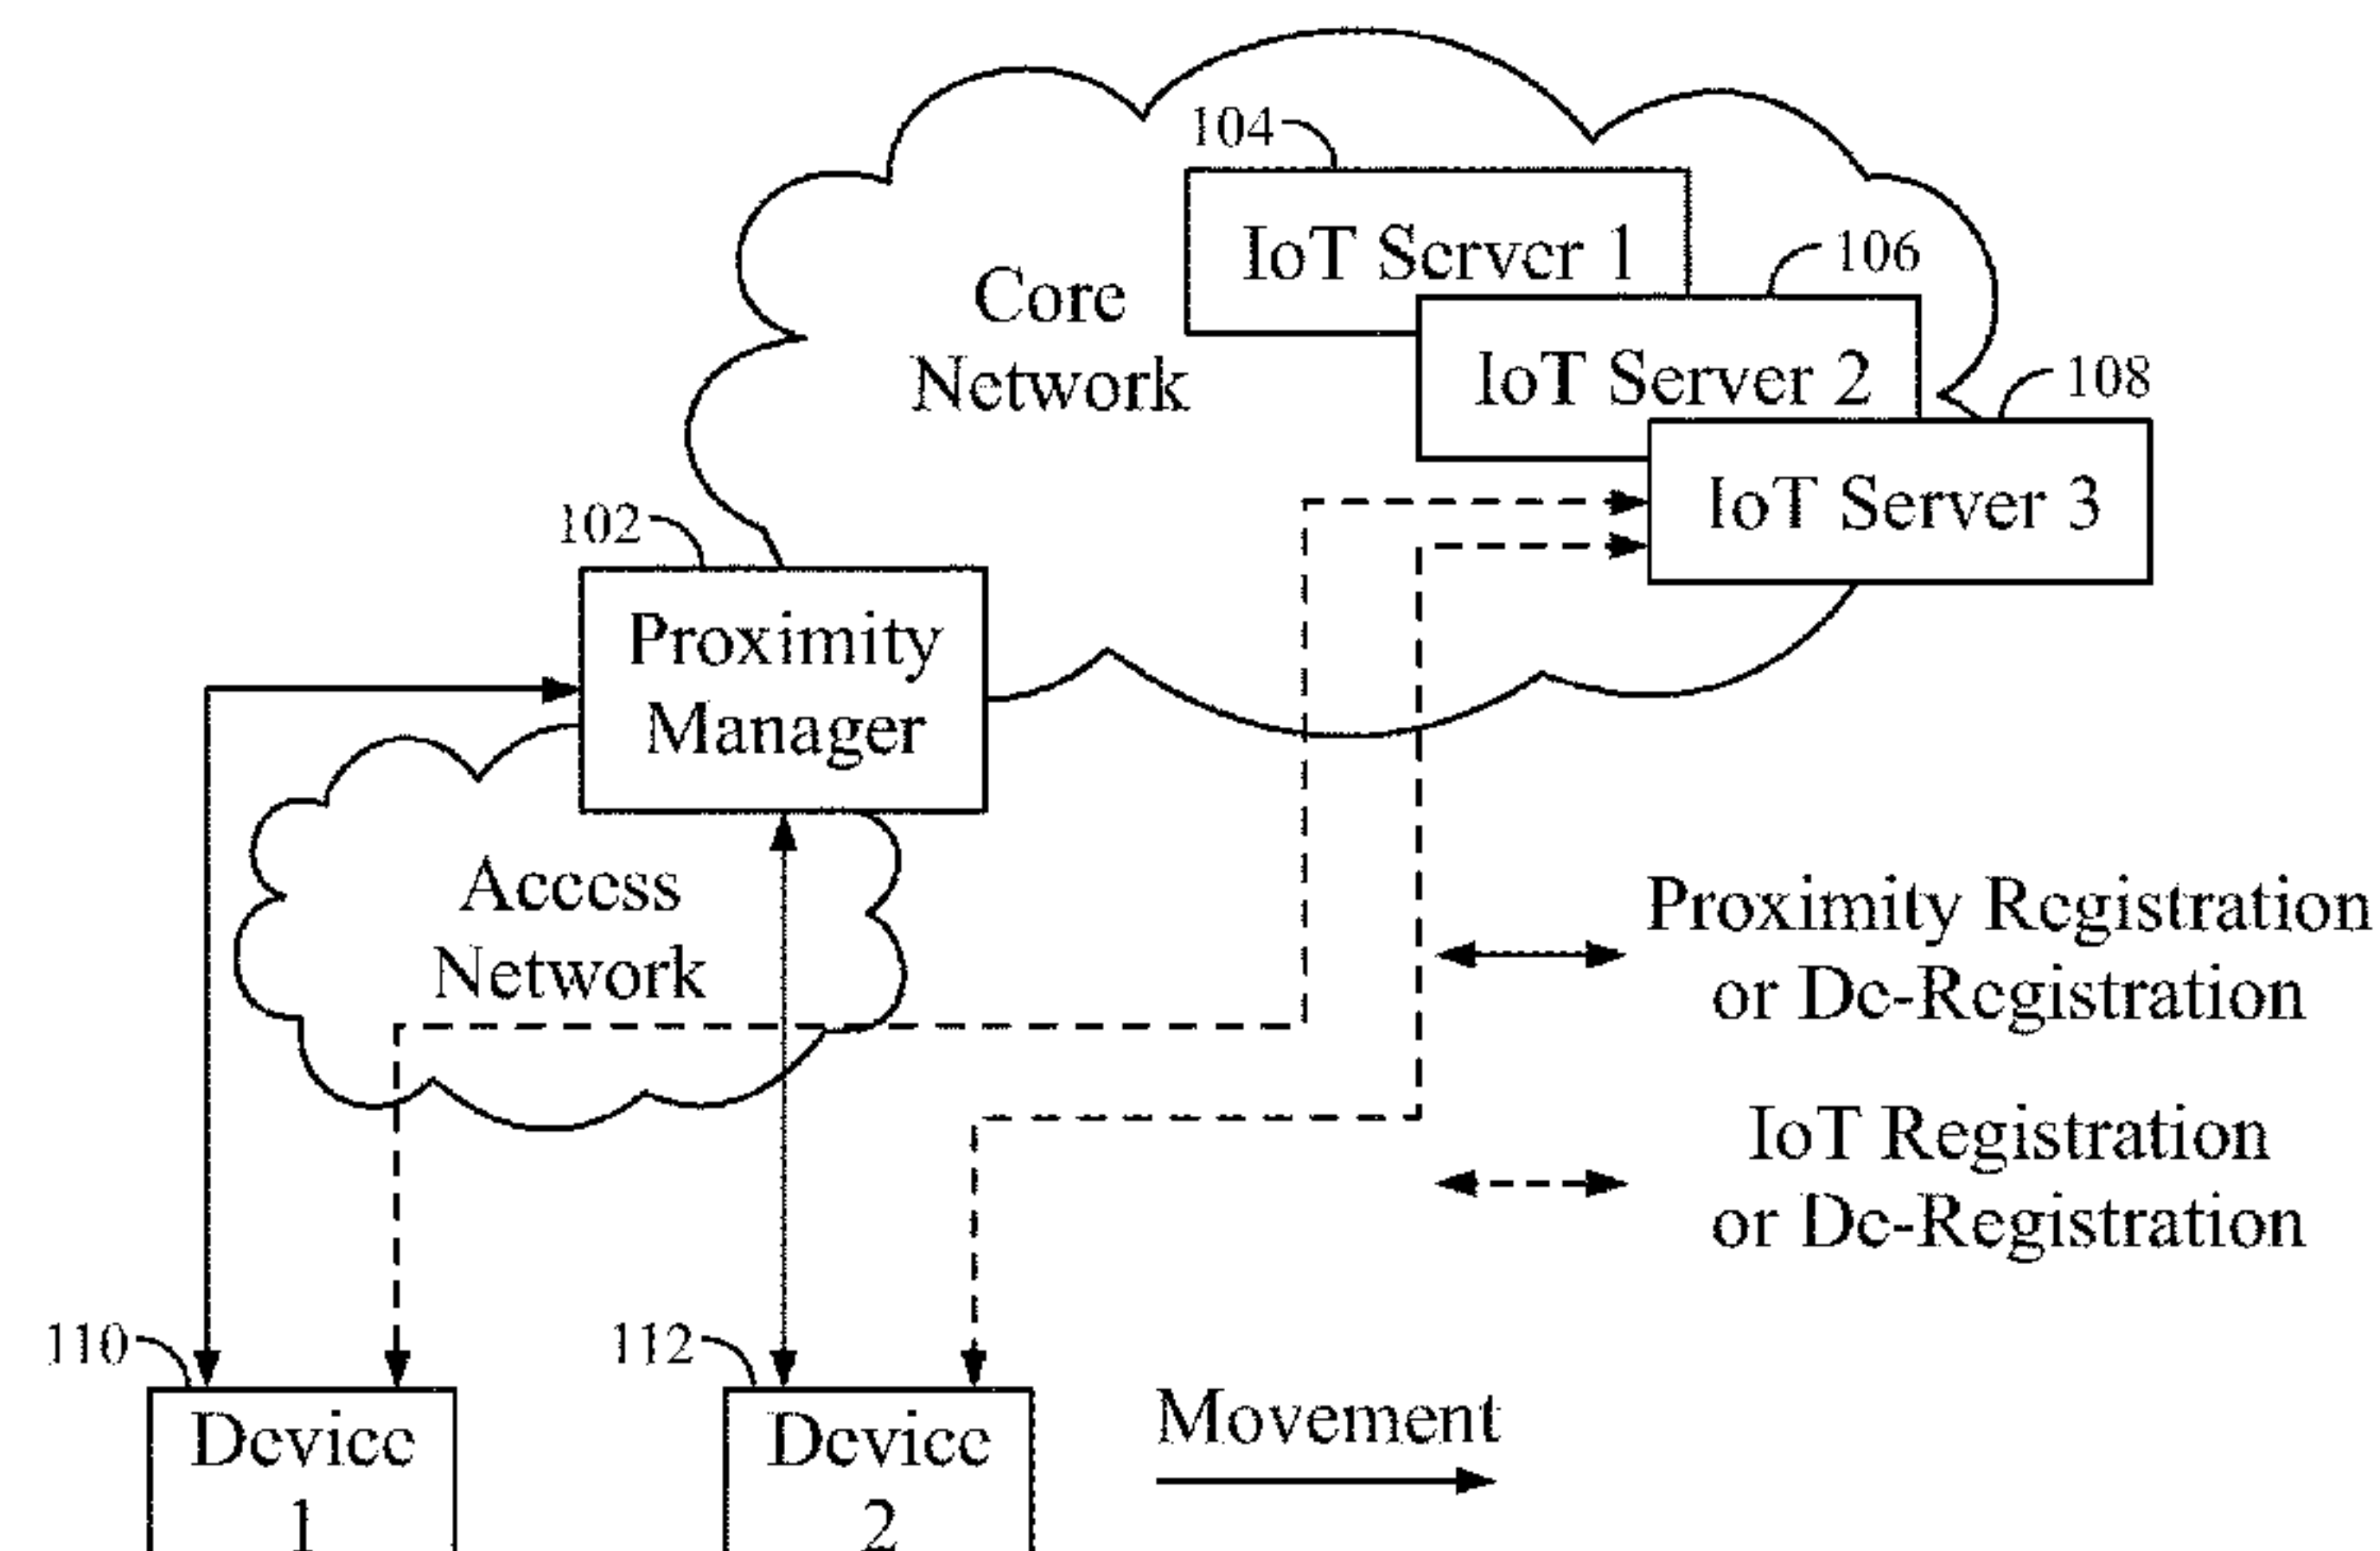 104
IoT Server 1
106
Core
Network
IoT Server 2
108
IoT Server 3
102
Proximity
Manager
Access
Network
Proximity Registration
or De-Registration
IoT Registration
or De-Registration
110
112
Device
1
Device
2
Movement